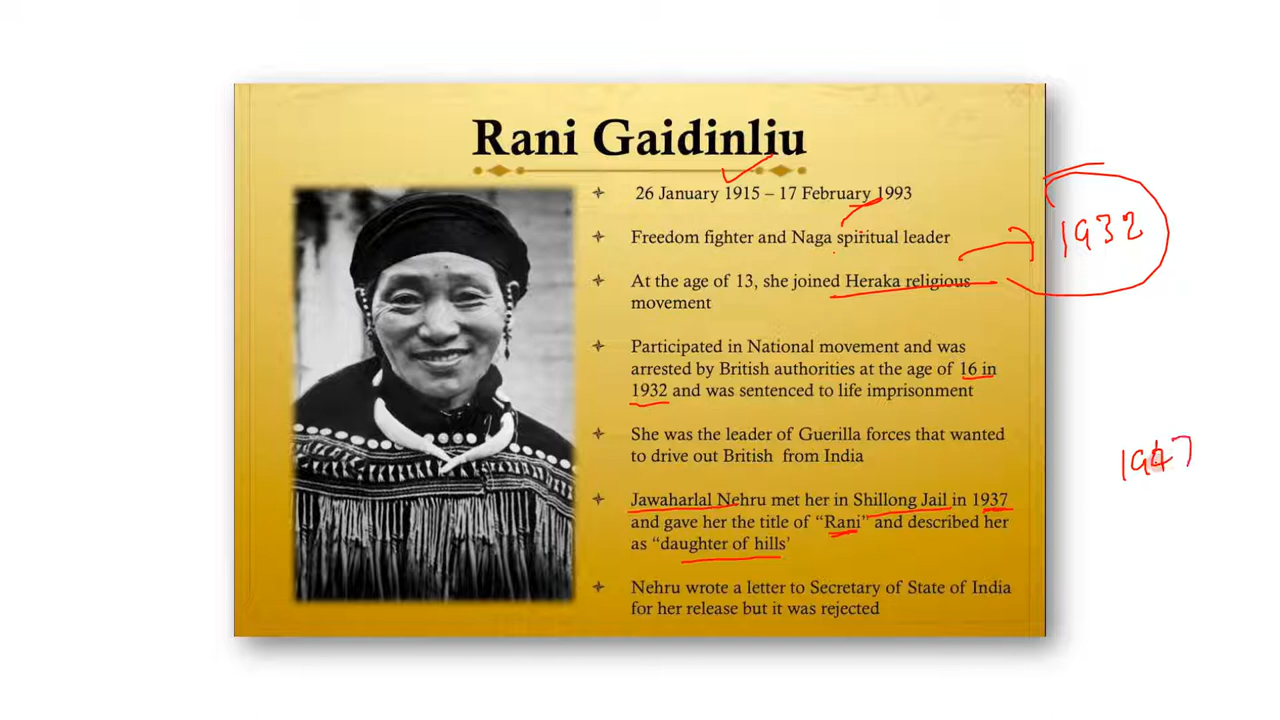 Rani Gaidinliu
26 January 1915 – 17 February 1993
Freedom fighter and Naga spiritual leader
1932
At the age of 13, she joined Heraka religious
movement
Participated in National movement and was
arrested by British authorities at the age of 16 in
1932 and was sentenced to life imprisonment
She was the leader of Guerilla forces that wanted
to drive out British from India
1947
Jawaharlal Nehru met her in Shillong Jail in 1937
and gave her the title of “Rani” and described her
as “daughter of hills’
Nehru wrote a letter to Secretary of State of India
for her release but it was rejected